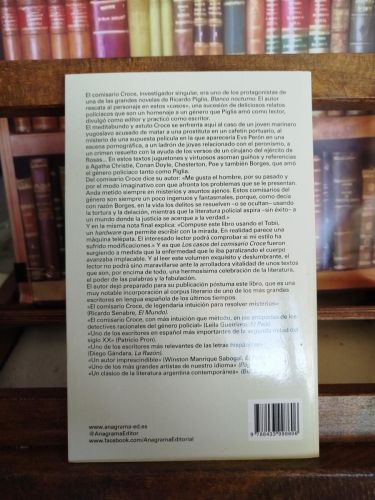 El comisario Croce, investigador singular, era uno de los protagonistas de
una de las grandes novelas de Ricardo Piglia, Blanco nocturno. El autor
rescata al personaje en estos «casos», una sucesión de deliciosos relatos
policíacos que son un homenaje a un género que Piglia amó como lector,
divulgó como editor y practicó como escritor.
El meditabundo y astuto Croce se enfrenta aquí al caso de un joven marinero
yugoslavo acusado de matar a una prostituta en un cafetín portuario, al
misterio de una supuesta película en la que aparecería Eva Perón en una
escena pornográfica, a un ladrón de joyas relacionado con el peronismo, a
un crimen resuelto con la ayuda de los versos de un cirujano del ejército de
Rosas... En estos textos juguetones y virtuosos asoman guiños y referencias
a Agatha Christie, Conan Doyle, Chesterton, Poe y también Borges, que amó
el género policíaco tanto como Piglia.
Del comisario Croce dice su autor: «Me gusta el hombre, por su pasado y
por el modo imaginativo con que afronta los problemas que se le presentan.
Anda metido siempre en misterios y asuntos ajenos. Estos comisarios del
género son siempre un poco ingenuos y fantasmales, porque, como decía
con razón Borges, en la vida los delitos se resuelven –o se ocultan– usando
la tortura y la delación, mientras que la literatura policial aspira –sin éxito– a
un mundo donde la justicia se acerque a la verdad.»
Y en la misma nota final explica: «Compuse este libro usando el Tobii,
un hardware que permite escribir con la mirada. En realidad parece una
máquina telépata. El interesado lector podrá comprobar si mi estilo ha
sufrido modificaciones.» Y es que Los casos del comisario Croce fueron
surgiendo a medida que la enfermedad que le iba paralizando el cuerpo
avanzaba implacable. Y al leer este volumen exquisito y deslumbrante, el
lector no podrá sino maravillarse ante la arrolladora vitalidad de unos textos
que son, por encima de todo, una hermosísima celebración de la literatura,
el poder de las palabras y la fabulación.
El autor dejó preparado para su publicación póstuma este libro, que es una
muy notable incorporación al corpus literario de uno de los más grandes
escritores en lengua española de los últimos tiempos.
«El comisario Croce, de legendaria intuición para resolver misterios»
(Ricardo Senabre, El Mundo).
«El comisario Croce, con más intuición que método, en las antípodas de los
detectives racionales del género policial» (Leila Guerriero, El País).
«Uno de los escritores en español más importantes de la segunda mitad del
siglo XX» (Patricio Pron).
«Uno de los escritores más relevantes de las letras hispánicas»
(Diego Gándara, La Razón).
«Un autor imprescindible» (Winston Manrique Sabogal,
«Uno de los más grandes artistas de nuestro idioma»
«Un clásico de la literatura argentina contemporánea»
www.anagrama-ed.es
@AnagramaEditor
www.facebook.com/AnagramaEditorial